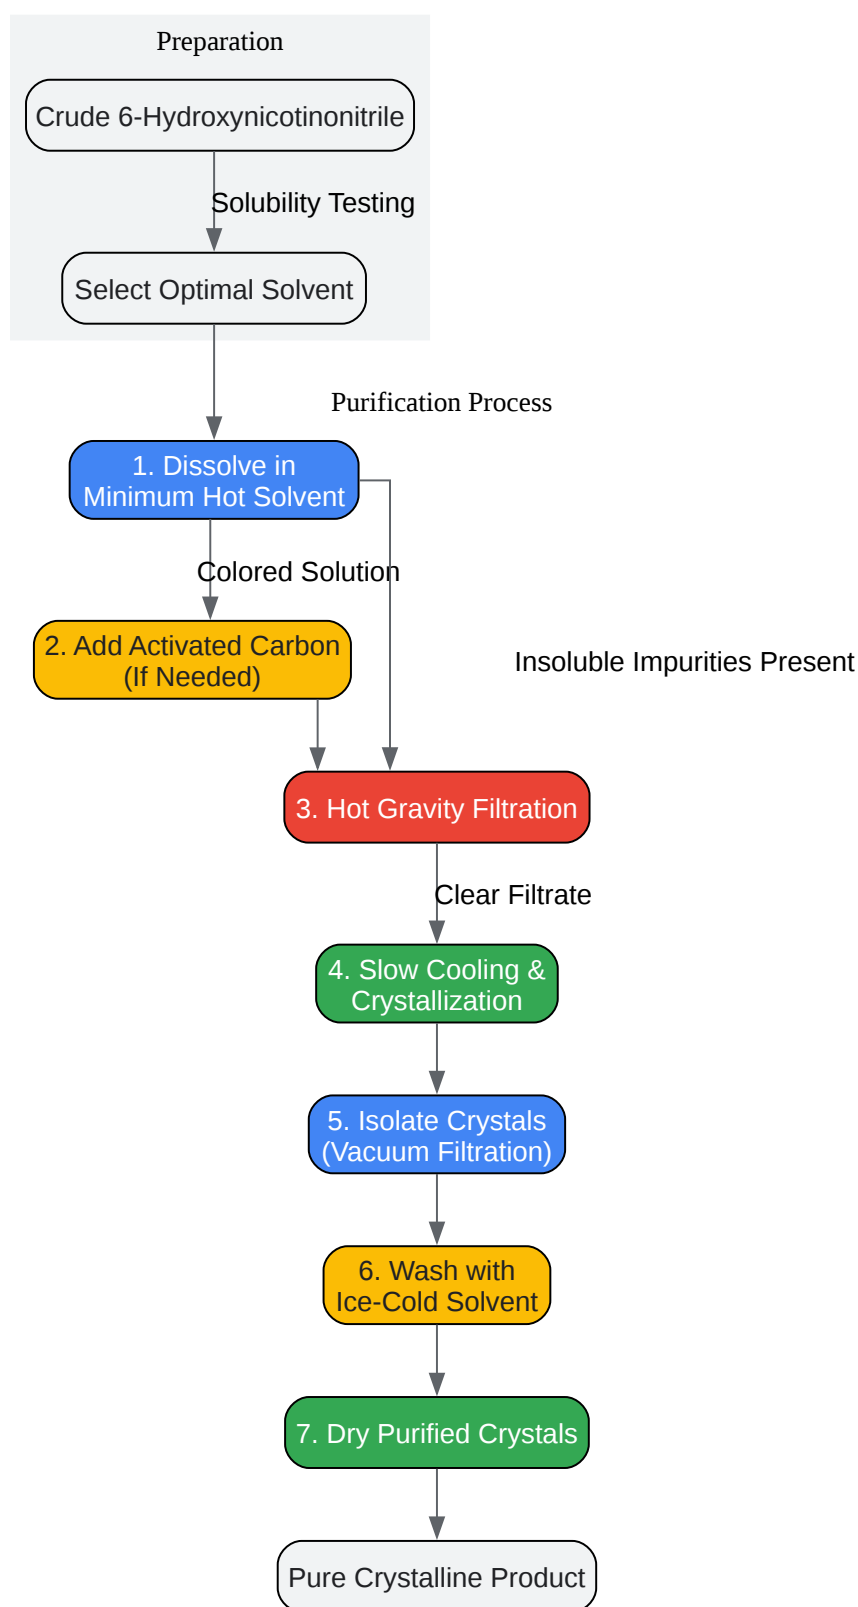 Preparation
Crude 6-Hydroxynicotinonitrile
Solubility Testing
Select Optimal Solvent
Purification Process
1. Dissolve in
Minimum Hot Solvent
Colored Solution
2. Add Activated Carbon
(If Needed)
Insoluble Impurities Present
3. Hot Gravity Filtration
Clear Filtrate
4. Slow Cooling &
Crystallization
5. Isolate Crystals
(Vacuum Filtration)
6. Wash with
Ice-Cold Solvent
7. Dry Purified Crystals
Pure Crystalline Product